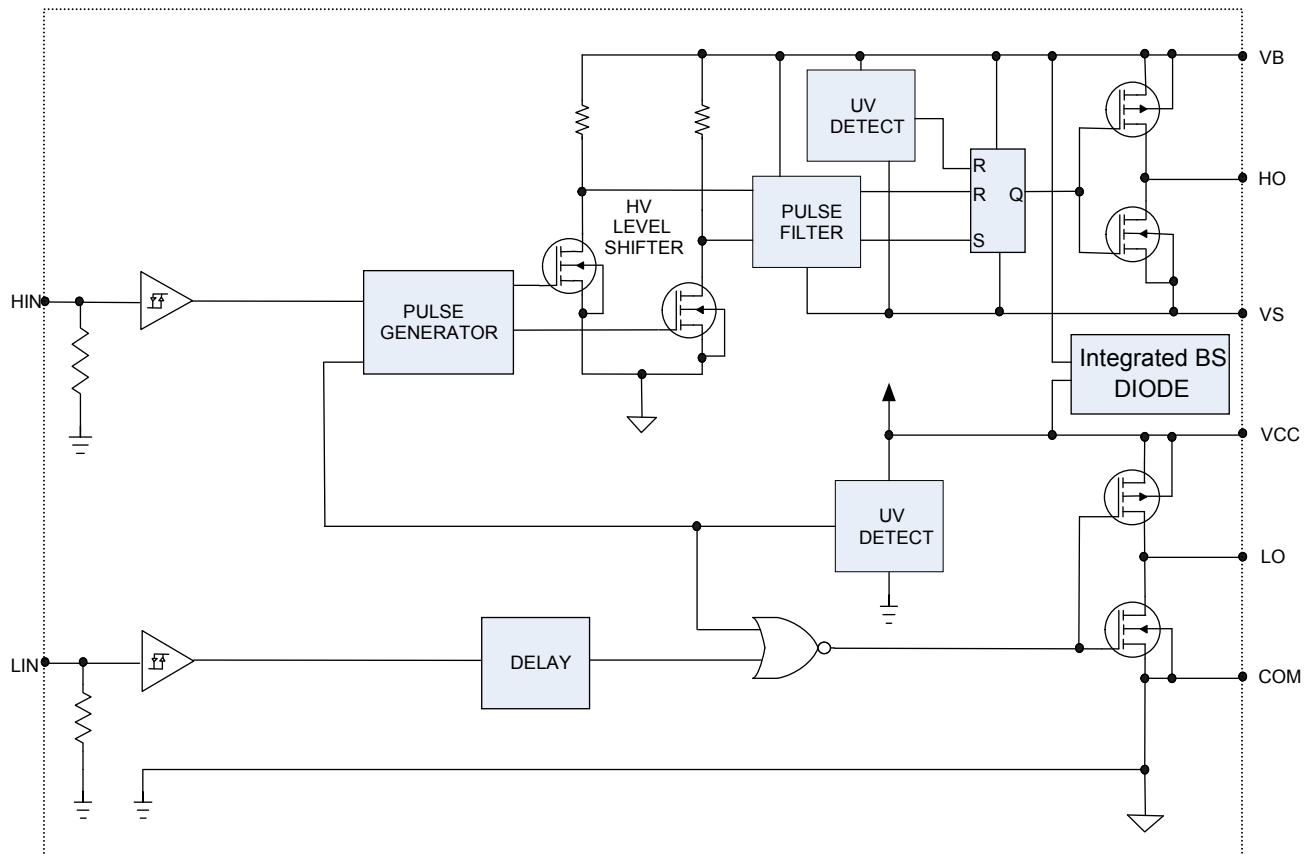 VB
UV
DETECT
R
R
Q
S
HO
HV
LEVEL
SHIFTER
PULSE
FILTER
HIN
PULSE
GENERATOR
VS
Integrated BS
DIODE
VCC
UV
DETECT
LO
LIN
DELAY
COM